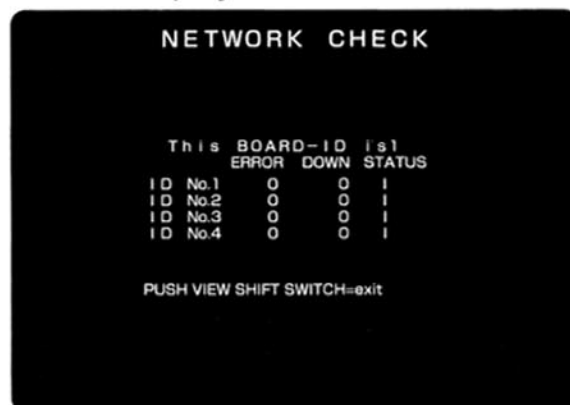 NETWORK CHECK
This BOARD-ID is1
ERROR DOWN STATUS
ID No.1 0 0 I
ID No.2 0 0 I
ID No.3 0 0 I
ID No.4 0 0 I
PUSH VIEW SHIFT SWITCH=exit